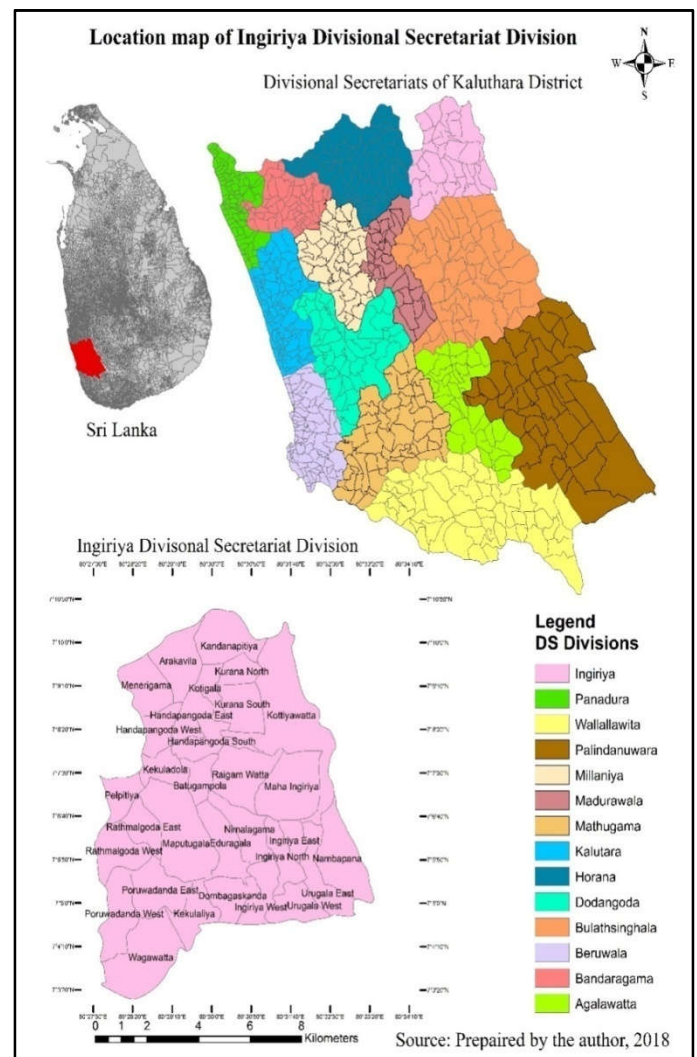 Location map of Ingiriya Divisional Secretariat Division
N
W E
S
Divisional Secretariats of Kaluthara District
Sri Lanka
Ingiriya Divisonal Secretariat Division
Kandanapitiya
Arakavila
Kurana North
Menerigama
Kotigala
Kurana South
Handapangoda East
Kottiyawatta
Handapangoda West
Handapangoda South
Kekuladola
Raigam Watta
Batugampola
Maha Ingiriya
Pelpitiya
Rathmalgoda East
Nimalagama
Maputugala
Eduragala
Ingiriya East
Rathmalgoda West
Ingiriya North
Nambapana
Poruwadanda East
Dombagaskanda
Urugala East
Poruwadanda West
Kekulaliya
Ingiriya West
Urugala West
Wagawatta
0 1 2 4 6 8
Kilometers
Legend
DS Divisions
Ingiriya
Panadura
Wallallawita
Palindanuwara
Millaniya
Madurawala
Mathugama
Kalutara
Horana
Dodangoda
Bulathsinghala
Beruwala
Bandaragama
Agalawatta
Source: Prepaired by the author, 2018